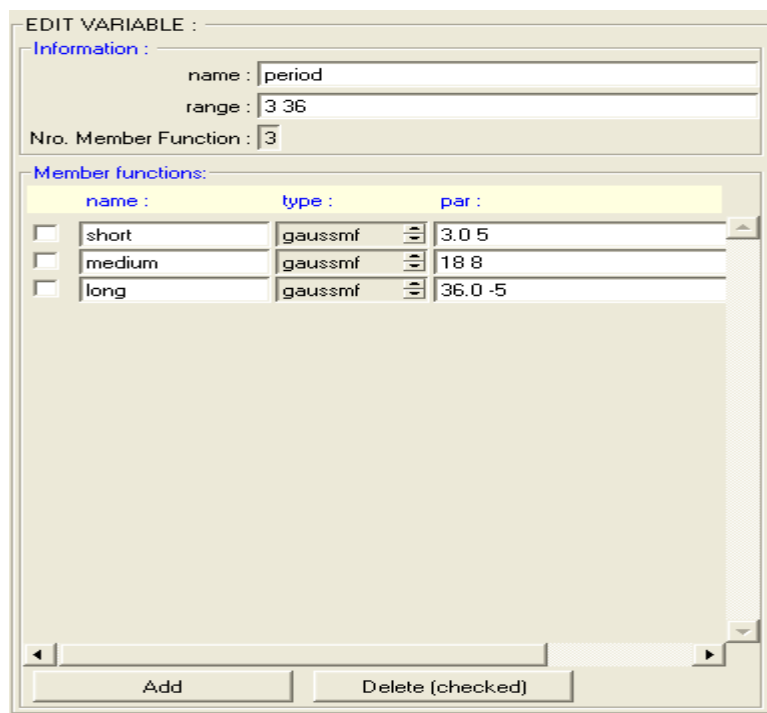 EDIT VARIABLE :
Information :
name : period
range : 3 36
Nro. Member Function : 3
Member functions:
name : type : par :
short gaussmf 3.0 5
medium gaussmf 18 8
long gaussmf 36.0 -5
Add Delete (checked)